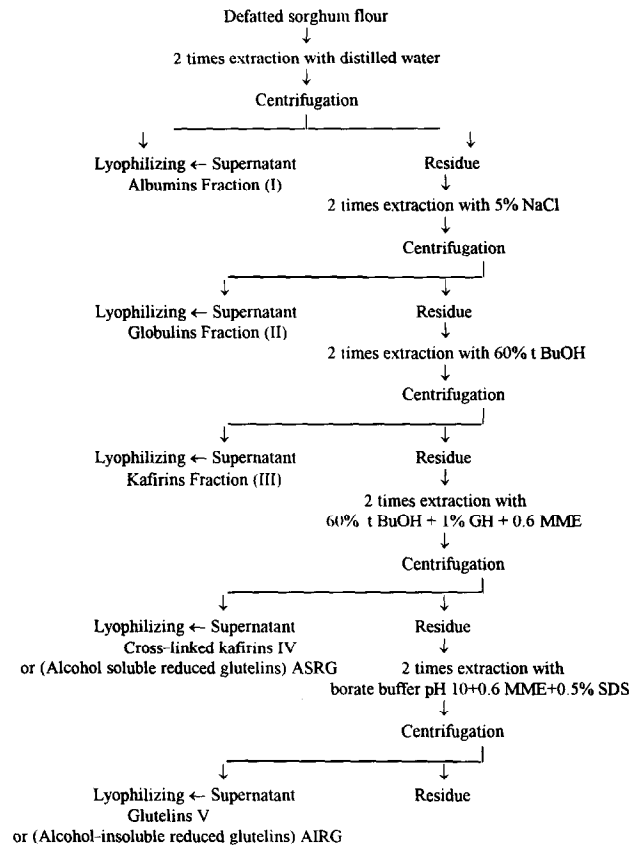 Defatted sorghum flour
↓
2 times extraction with distilled water
↓
Centrifugation
↓ ↓
Lyophilizing ← Supernatant Residue
Albumins Fraction (I) ↓
2 times extraction with 5% NaCl
↓
Centrifugation
↓ ↓
Lyophilizing ← Supernatant Residue
Globulins Fraction (II) ↓
2 times extraction with 60% t BuOH
↓
Centrifugation
↓ ↓
Lyophilizing ← Supernatant Residue
Kafirins Fraction (III) ↓
2 times extraction with
60% t BuOH + 1% GH + 0.6 MME
↓
Centrifugation
↓ ↓
Lyophilizing ← Supernatant Residue
Cross-linked kafirins IV ↓
or (Alcohol soluble reduced glutelins) ASRG 2 times extraction with
borate buffer pH 10+0.6 MME+0.5% SDS
↓
Centrifugation
↓ ↓
Lyophilizing ← Supernatant Residue
Glutelins V
or (Alcohol-insoluble reduced glutelins) AIRG